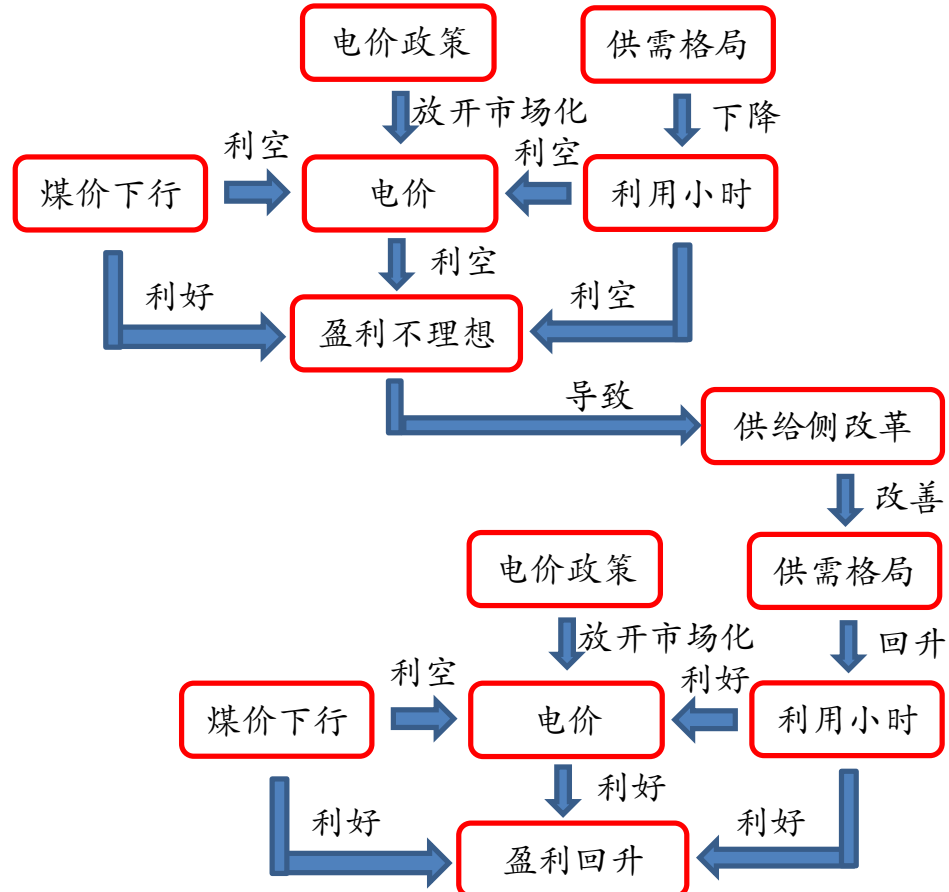 电价政策
供需格局
放开市场化
下降
利空
利空
煤价下行
电价
利用小时
利空
利好
利空
盈利不理想
导致
供给侧改革
改善
电价政策
供需格局
放开市场化
回升
利空
利好
煤价下行
电价
利用小时
利好
利好
利好
盈利回升